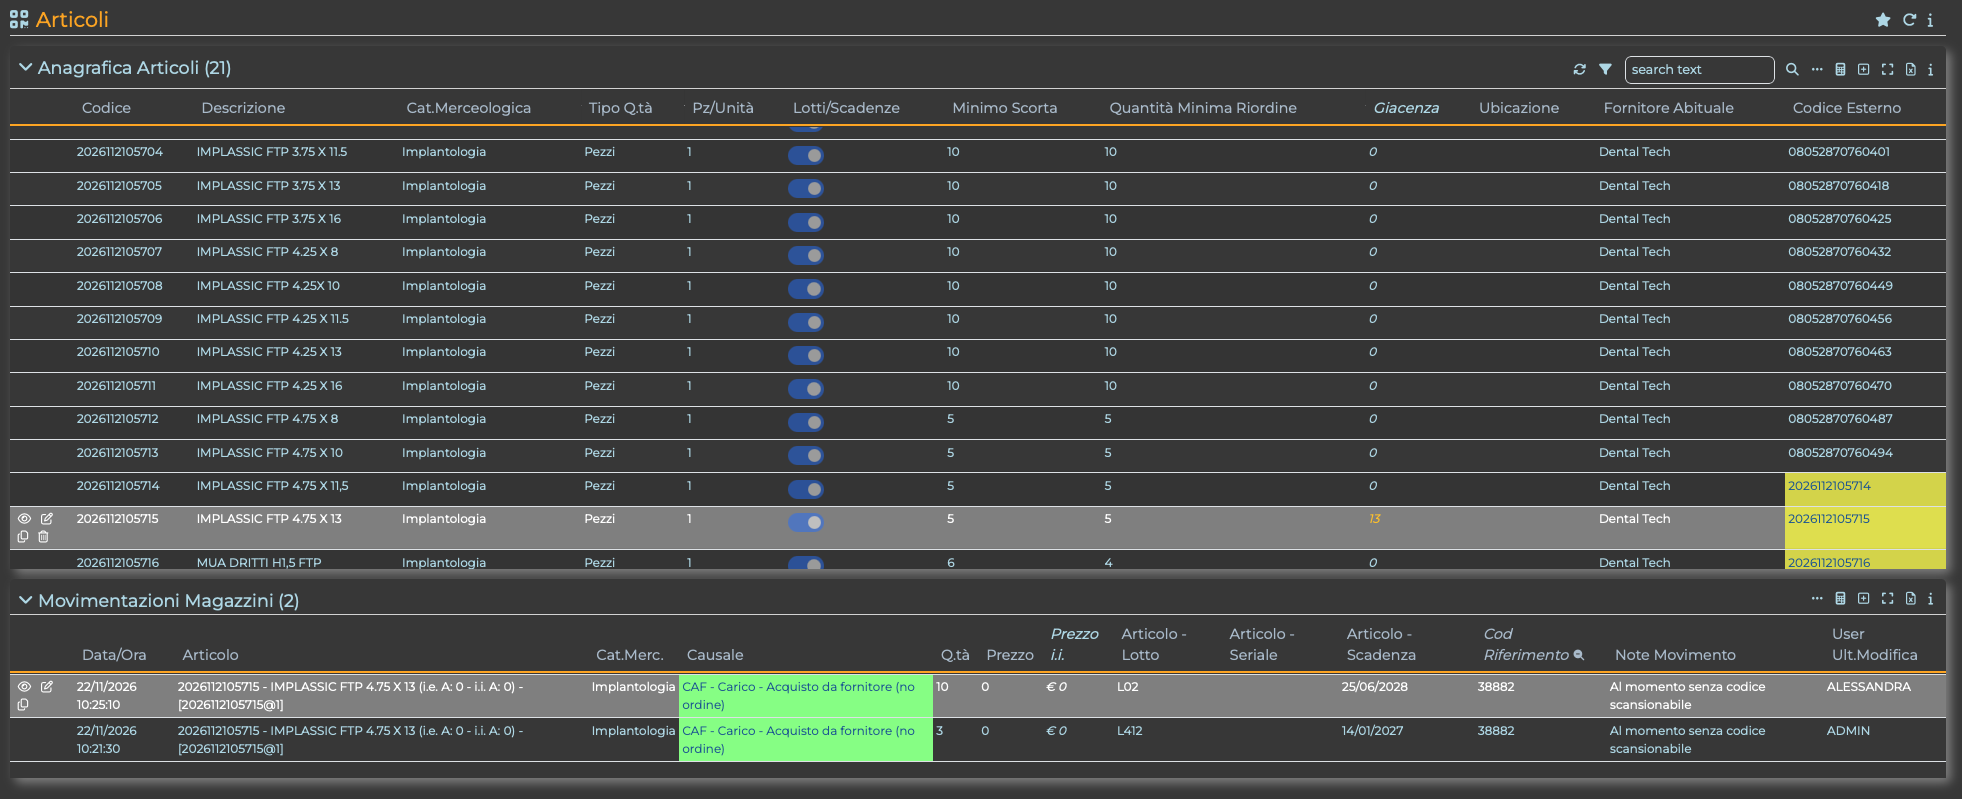 Articoli
Anagrafica Articoli (21)
search text
Codice Descrizione Cat.Merceologica Tipo Q.tà Pz/Unità Lotti/Scadenze Minimo Scorta Quantità Minima Riordine Giacenza Ubicazione Fornitore Abituale Codice Esterno
2026112105704 IMPLASSIC FTP 3.75 X 11.5 Implantologia Pezzi 1 10 10 0 Dental Tech 08052870760401
2026112105705 IMPLASSIC FTP 3.75 X 13 Implantologia Pezzi 1 10 10 0 Dental Tech 08052870760418
2026112105706 IMPLASSIC FTP 3.75 X 16 Implantologia Pezzi 1 10 10 0 Dental Tech 08052870760425
2026112105707 IMPLASSIC FTP 4.25 X 8 Implantologia Pezzi 1 10 10 0 Dental Tech 08052870760432
2026112105708 IMPLASSIC FTP 4.25X 10 Implantologia Pezzi 1 10 10 0 Dental Tech 08052870760449
2026112105709 IMPLASSIC FTP 4.25 X 11.5 Implantologia Pezzi 1 10 10 0 Dental Tech 08052870760456
2026112105710 IMPLASSIC FTP 4.25 X 13 Implantologia Pezzi 1 10 10 0 Dental Tech 08052870760463
2026112105711 IMPLASSIC FTP 4.25 X 16 Implantologia Pezzi 1 10 10 0 Dental Tech 08052870760470
2026112105712 IMPLASSIC FTP 4.75 X 8 Implantologia Pezzi 1 5 5 0 Dental Tech 08052870760487
2026112105713 IMPLASSIC FTP 4.75 X 10 Implantologia Pezzi 1 5 5 0 Dental Tech 08052870760494
2026112105714 IMPLASSIC FTP 4.75 X 11,5 Implantologia Pezzi 1 5 5 0 Dental Tech 2026112105714
2026112105715 IMPLASSIC FTP 4.75 X 13 Implantologia Pezzi 1 5 5 13 Dental Tech 2026112105715
2026112105716 MUA DRITTI H1,5 FTP Implantologia Pezzi 1 6 4 0 Dental Tech 2026112105716
Movimentazioni Magazzini (2)
Prezzo Articolo - Articolo - Articolo - Cod User
Data/Ora Articolo Cat.Merc. Causale Q.tà Prezzo i.i. Lotto Seriale Scadenza Riferimento Note Movimento Ult.Modifica
22/11/2026 2026112105715 - IMPLASSIC FTP 4.75 X 13 (i.e. A: 0 - i.i. A: 0) - Implantologia CAF - Carico - Acquisto da fornitore (no 10 0 € 0 L02 25/06/2028 38882 Al momento senza codice ALESSANDRA
10:25:10 [2026112105715@1] ordine) scansionabile
22/11/2026 2026112105715 - IMPLASSIC FTP 4.75 X 13 (i.e. A: 0 - i.i. A: 0) - Implantologia CAF - Carico - Acquisto da fornitore (no 3 0 € 0 L412 14/01/2027 38882 Al momento senza codice ADMIN
10:21:30 [2026112105715@1] ordine) scansionabile